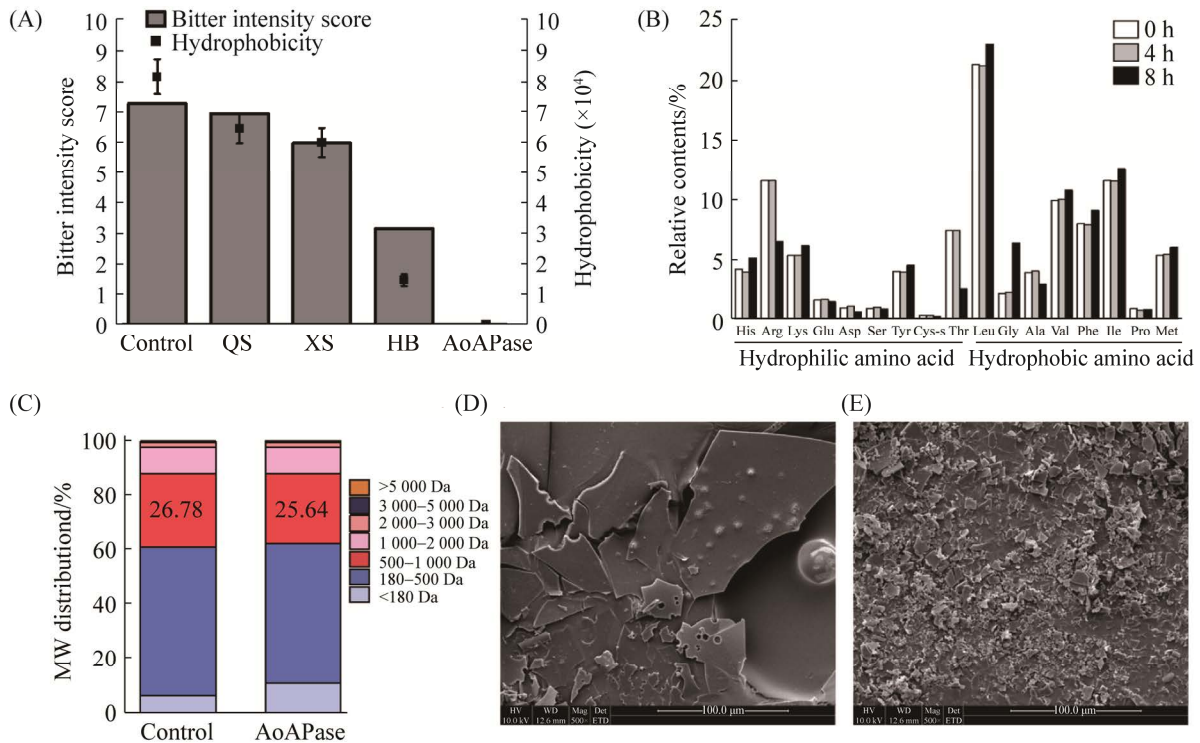 (A)
Bitter intensity score
Hydrophobicity
10
9
8
7
6
5
4
3
2
1
0
Bitter intensity score
10
9
8
7
6
5
4
3
2
1
0
Hydrophobicity (×10⁴)
Control QS XS HB AoAPase
(B)
0 h
4 h
8 h
25
20
15
10
5
0
Relative contents/%
His Arg Lys Glu Asp Ser Tyr Cys-s Thr Leu Gly Ala Val Phe Ile Pro Met
Hydrophilic amino acid Hydrophobic amino acid
(C)
100
80
60
40
20
0
MW distributiond/%
26.78 25.64
>5 000 Da
3 000–5 000 Da
2 000–3 000 Da
1 000–2 000 Da
500–1 000 Da
180–500 Da
<180 Da
Control AoAPase
(D)
HV WD Mag Det
10.0 kV 12.6 mm 500× ETD
100.0 μm
(E)
HV WD Mag Det
10.0 kV 12.6 mm 500× ETD
100.0 μm